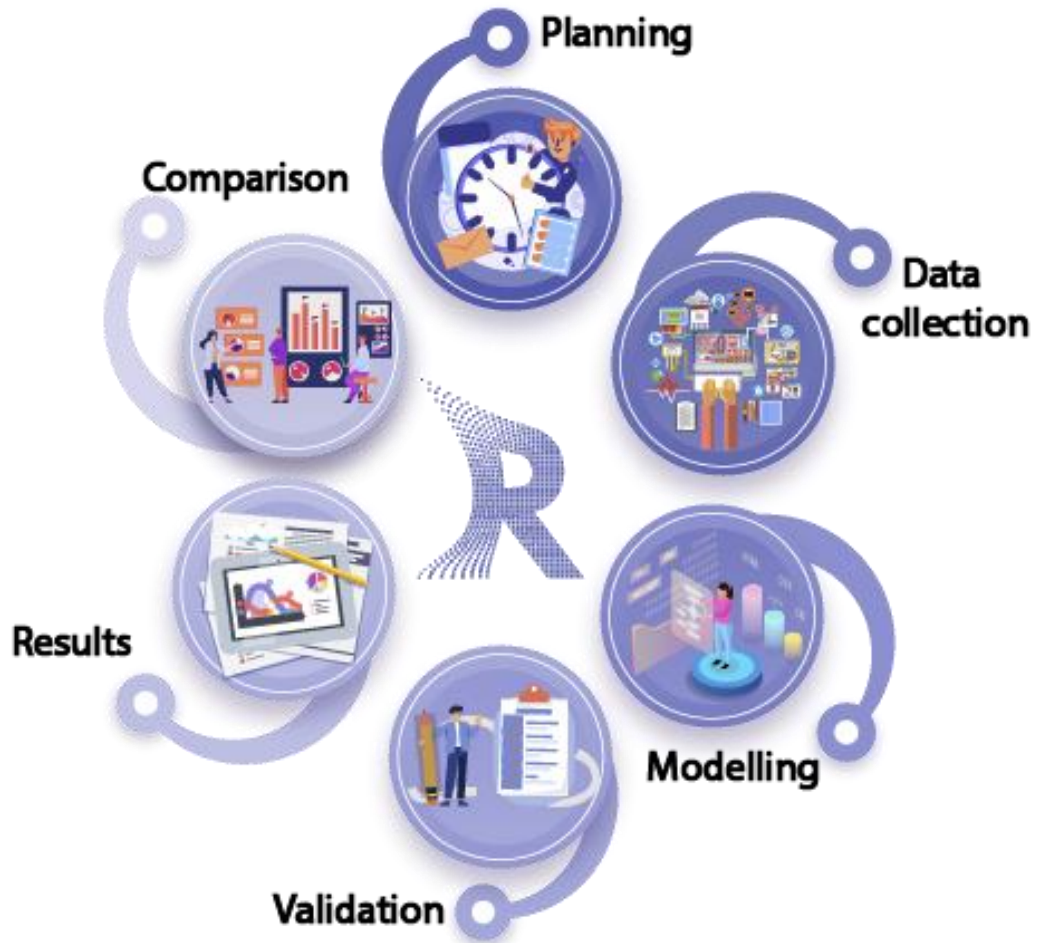 Planning
Data
collection
Modelling
Validation
Results
Comparison
R